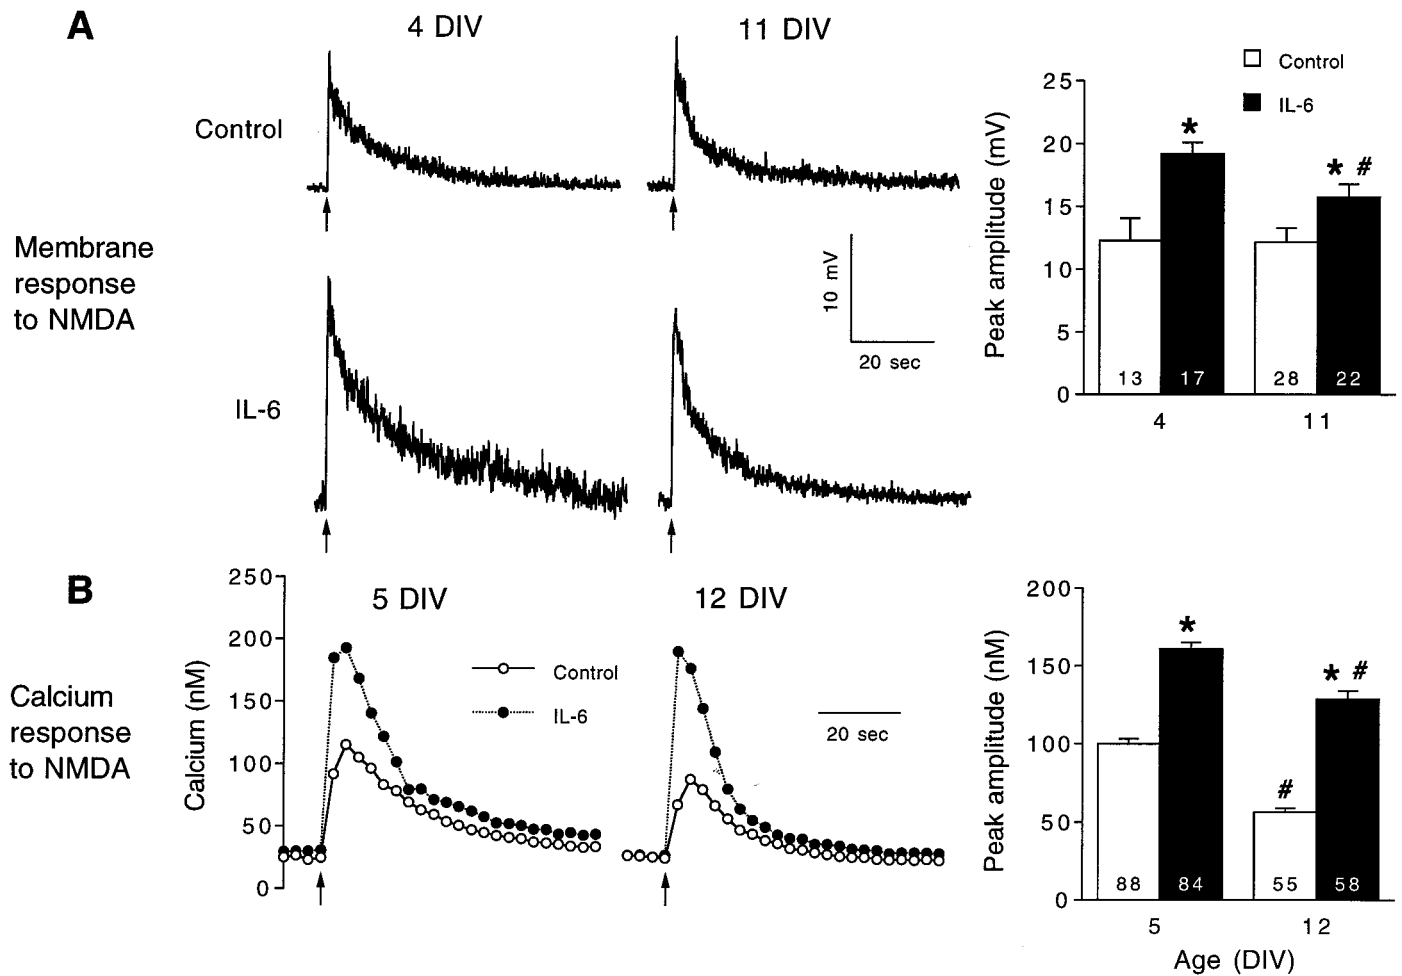 A
4 DIV
11 DIV
Control
Membrane
response
to NMDA
IL-6
10 mV
20 sec
Control
IL-6
Peak amplitude (mV)
25
20
15
10
5
0
*
* #
13
17
28
22
4
11
B
5 DIV
12 DIV
Calcium
response
to NMDA
Calcium (nM)
250
200
150
100
50
0
Control
IL-6
20 sec
Peak amplitude (nM)
200
150
100
50
0
*
#
* #
88
84
55
58
5
12
Age (DIV)